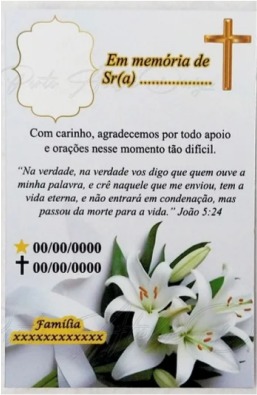 Em memória de
Sr(a) ..................
Com carinho, agradecemos por todo apoio
e orações nesse momento tão difícil.
"Na verdade, na verdade vos digo que quem ouve a
minha palavra, e crê naquele que me enviou, tem a
vida eterna, e não entrará em condenação, mas
passou da morte para a vida." João 5:24
00/00/0000
00/00/0000
Família
xxxxxxxxxxxx